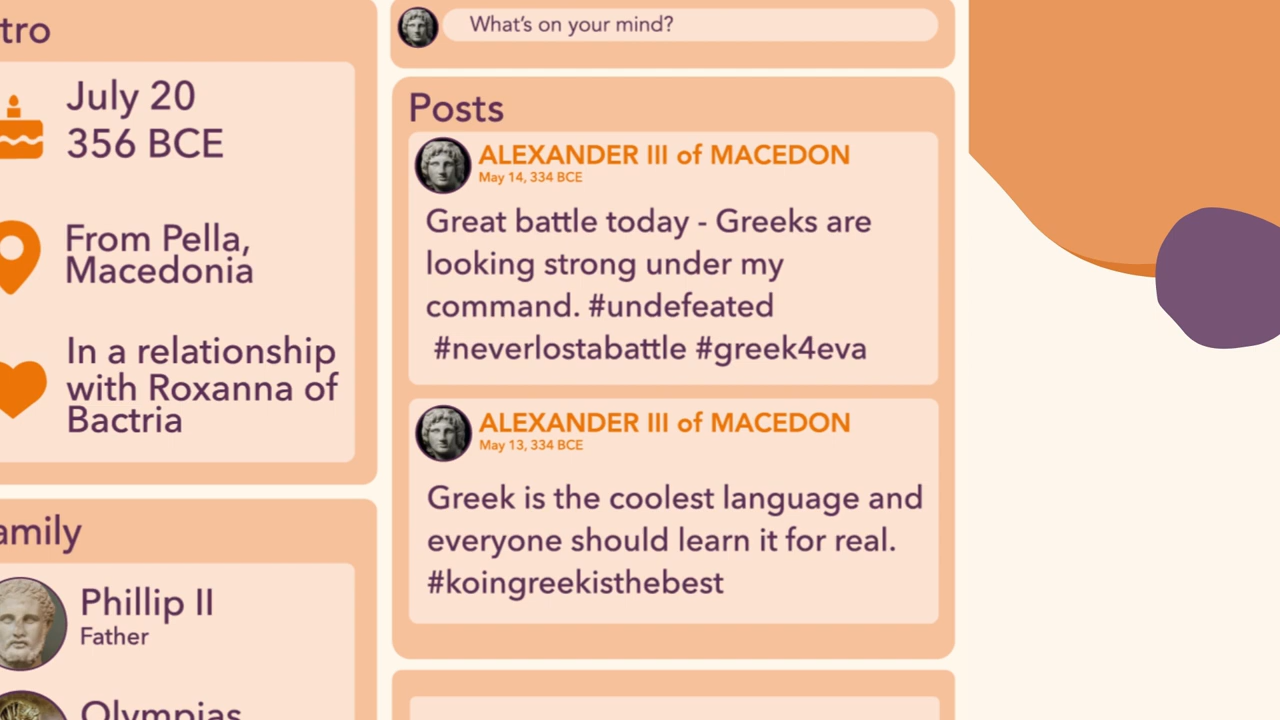 tro
July 20
356 BCE
From Pella,
Macedonia
In a relationship
with Roxanna of
Bactria
amily
Phillip II
Father
Olympias
What's on your mind?
Posts
ALEXANDER III of MACEDON
May 14, 334 BCE
Great battle today - Greeks are
looking strong under my
command. #undefeated
#neverlostabattle #greek4eva
ALEXANDER III of MACEDON
May 13, 334 BCE
Greek is the coolest language and
everyone should learn it for real.
#koingreekisthebest